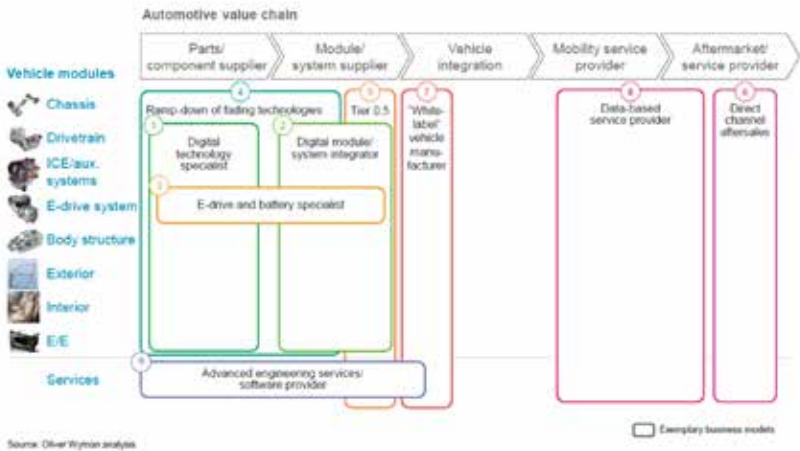 Automotive value chain
Parts/
component supplier
Module/
system supplier
Vehicle
integration
Mobility service
provider
Aftermarket/
service provider
Vehicle modules
Chassis
Drivetrain
ICE/aux.
systems
E-drive system
Body structure
Exterior
Interior
E/E
Services
4
Ramp-down of fading technologies
Tier 0.5
7
"White-
label"
vehicle
manu-
facturer
Data-based
service provider
Direct
channel
aftersales
Digital
technology
specialist
2
Digital module/
system integrator
E-drive and battery specialist
Advanced engineering services/
software provider
Exemplary business models
Source: Oliver Wyman analysis